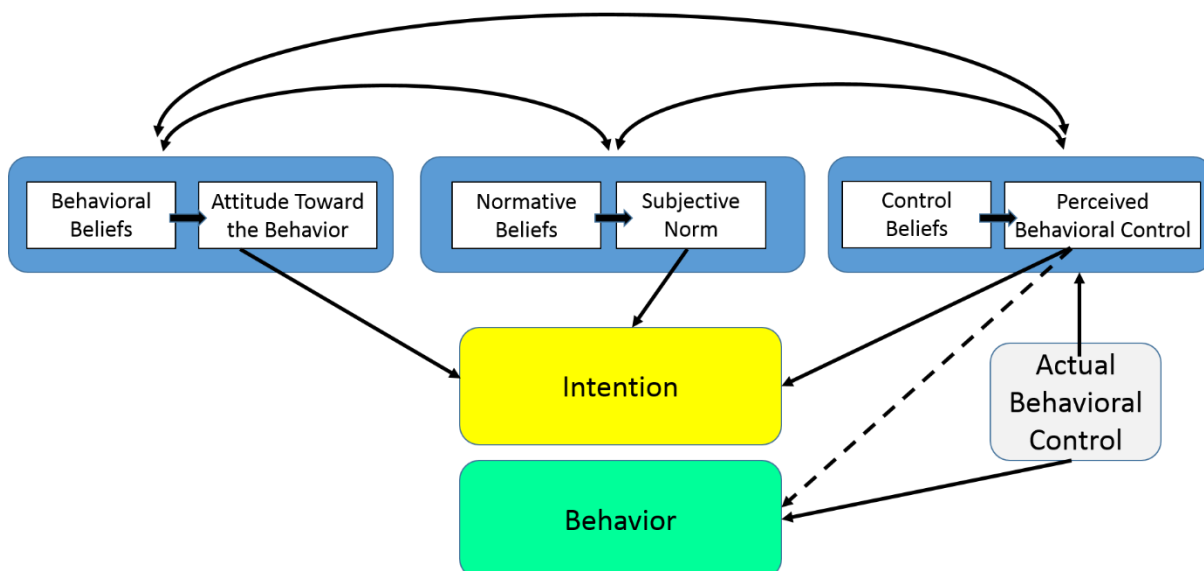 Behavioral
Beliefs
Attitude Toward
the Behavior
Normative
Beliefs
Subjective
Norm
Control
Beliefs
Perceived
Behavioral Control
Intention
Actual
Behavioral
Control
Behavior